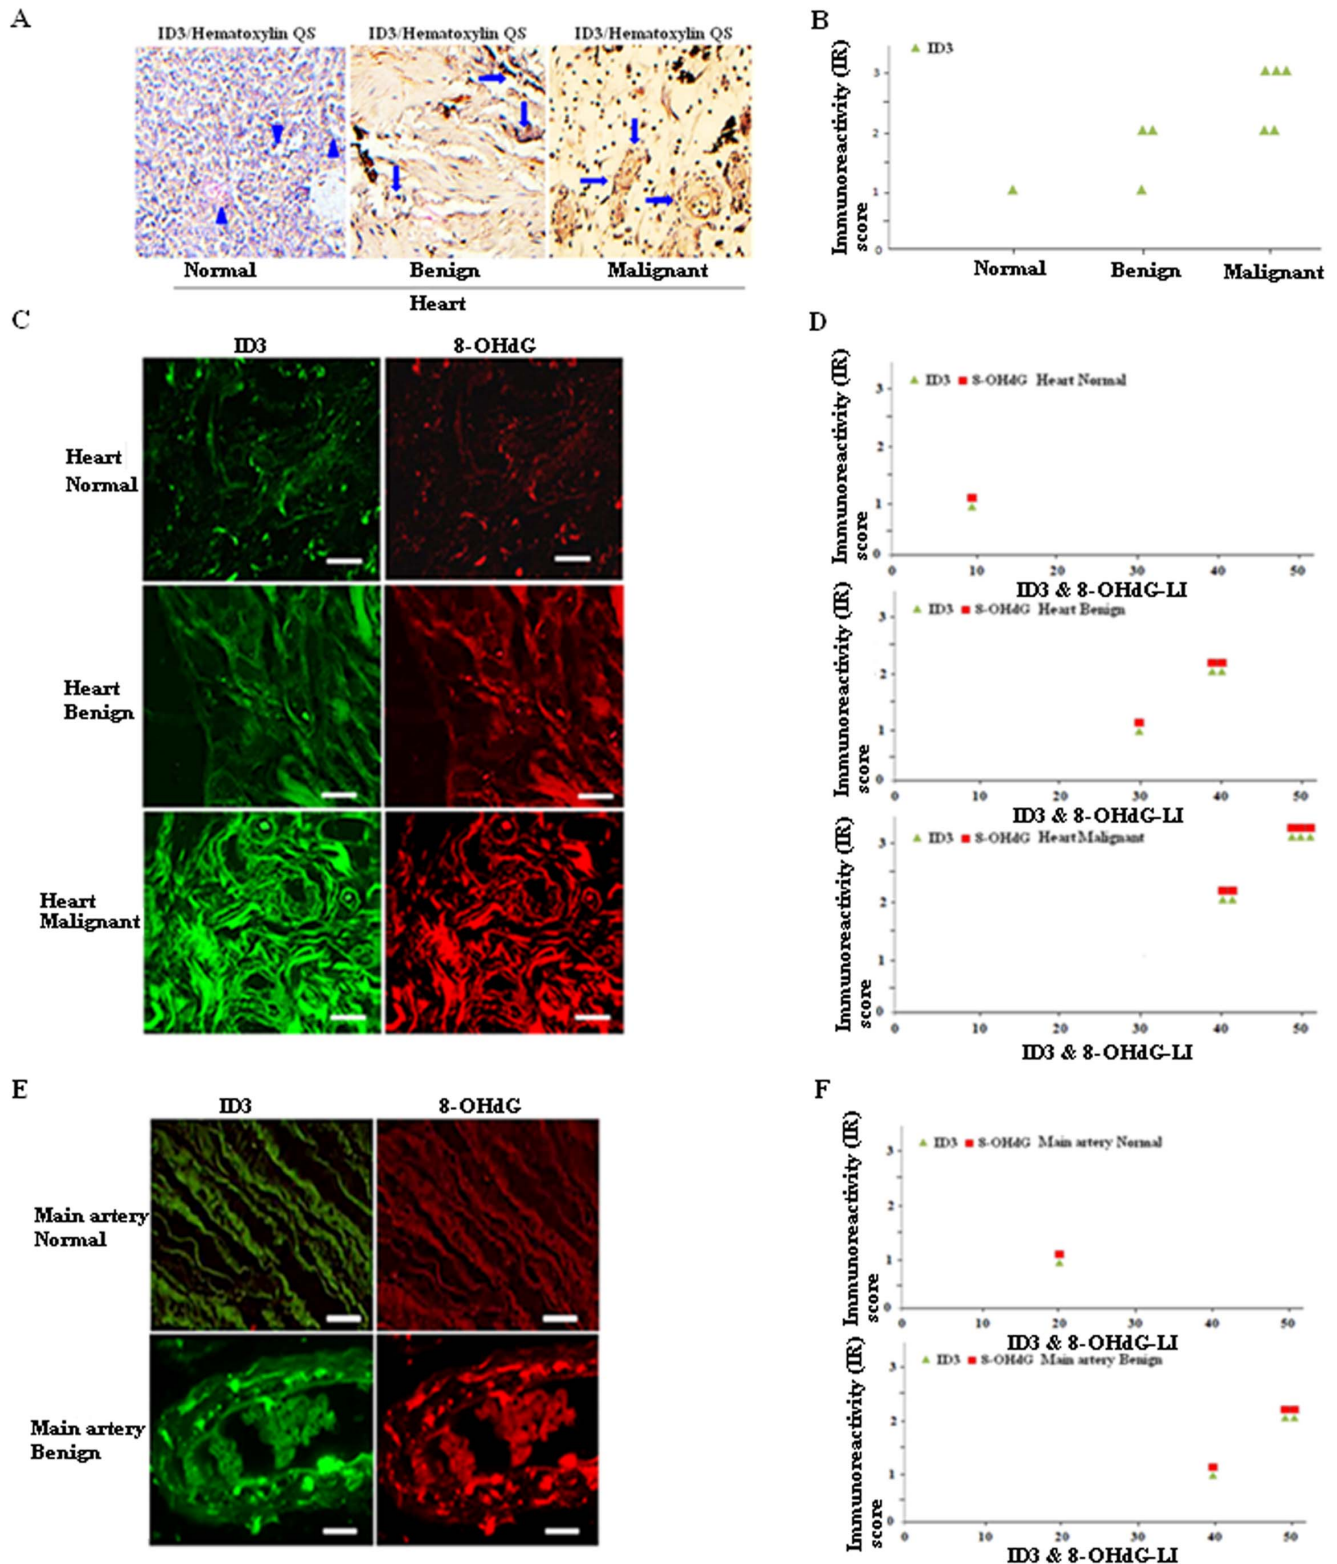 A
ID3/Hematoxylin QS
ID3/Hematoxylin QS
ID3/Hematoxylin QS
Normal
Benign
Malignant
Heart
B
ID3
Immunoreactivity (IR)
score
3
2
1
0
Normal
Benign
Malignant
C
ID3
8-OHdG
Heart
Normal
Heart
Benign
Heart
Malignant
D
ID3 8-OHdG Heart Normal
Immunoreactivity (IR)
score
3
2
1
0
0 10 20 30 40 50
ID3 & 8-OHdG-LI
ID3 8-OHdG Heart Benign
Immunoreactivity (IR)
score
3
2
1
0
0 10 20 30 40 50
ID3 & 8-OHdG-LI
ID3 8-OHdG Heart Malignant
Immunoreactivity (IR)
score
3
2
1
0
0 10 20 30 40 50
ID3 & 8-OHdG-LI
E
ID3
8-OHdG
Main artery
Normal
Main artery
Benign
F
ID3 8-OHdG Main artery Normal
Immunoreactivity (IR)
score
3
2
1
0
0 10 20 30 40 50
ID3 & 8-OHdG-LI
ID3 8-OHdG Main artery Benign
Immunoreactivity (IR)
score
3
2
1
0
0 10 20 30 40 50
ID3 & 8-OHdG-LI